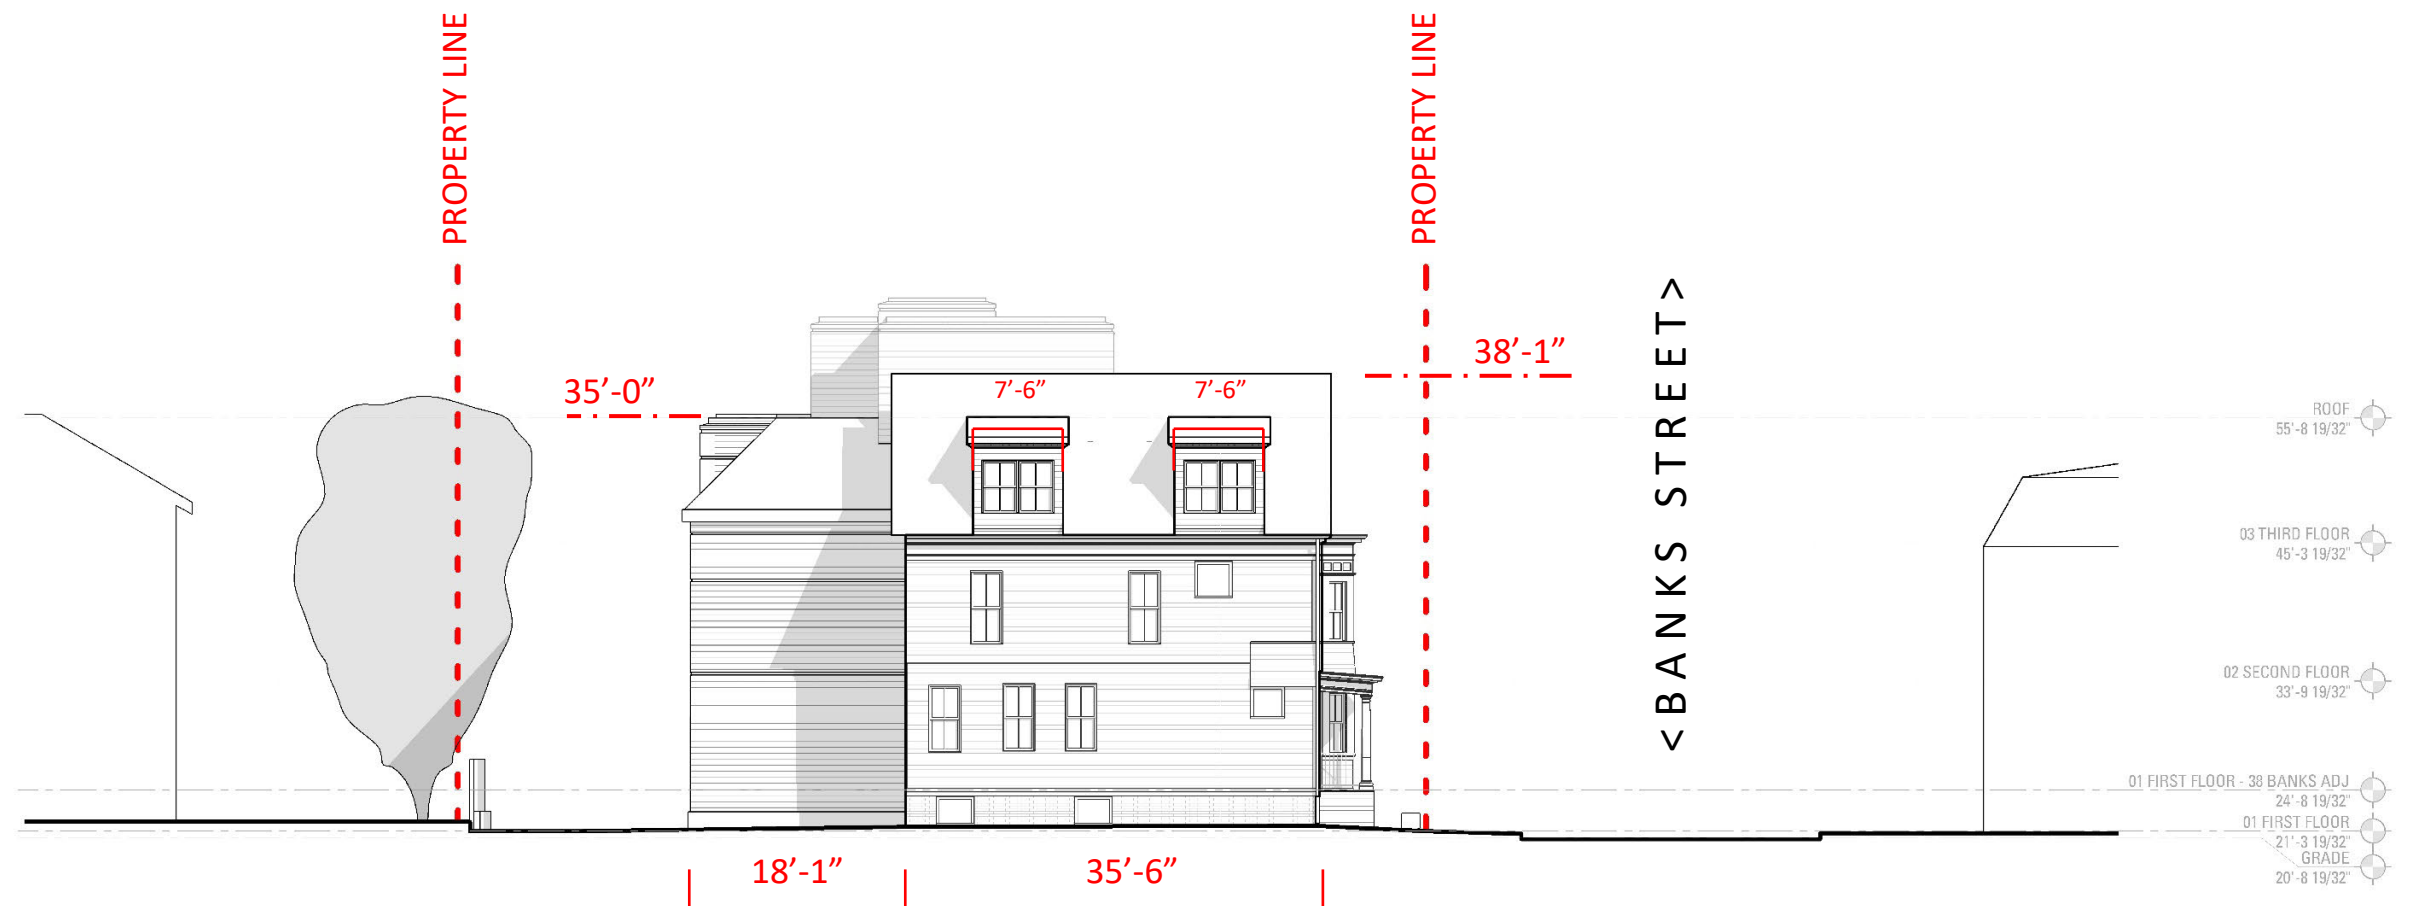 PROPERTY LINE
PROPERTY LINE
<BANKS STREET>
38’-1”
35’-0”
7’-6”
7’-6”
ROOF
55'-8 19/32"
03 THIRD FLOOR
45'-3 19/32"
02 SECOND FLOOR
33'-9 19/32"
01 FIRST FLOOR - 38 BANKS ADJ
24'-8 19/32"
01 FIRST FLOOR
21'-3 19/32"
GRADE
20'-8 19/32"
18’-1”
35’-6”